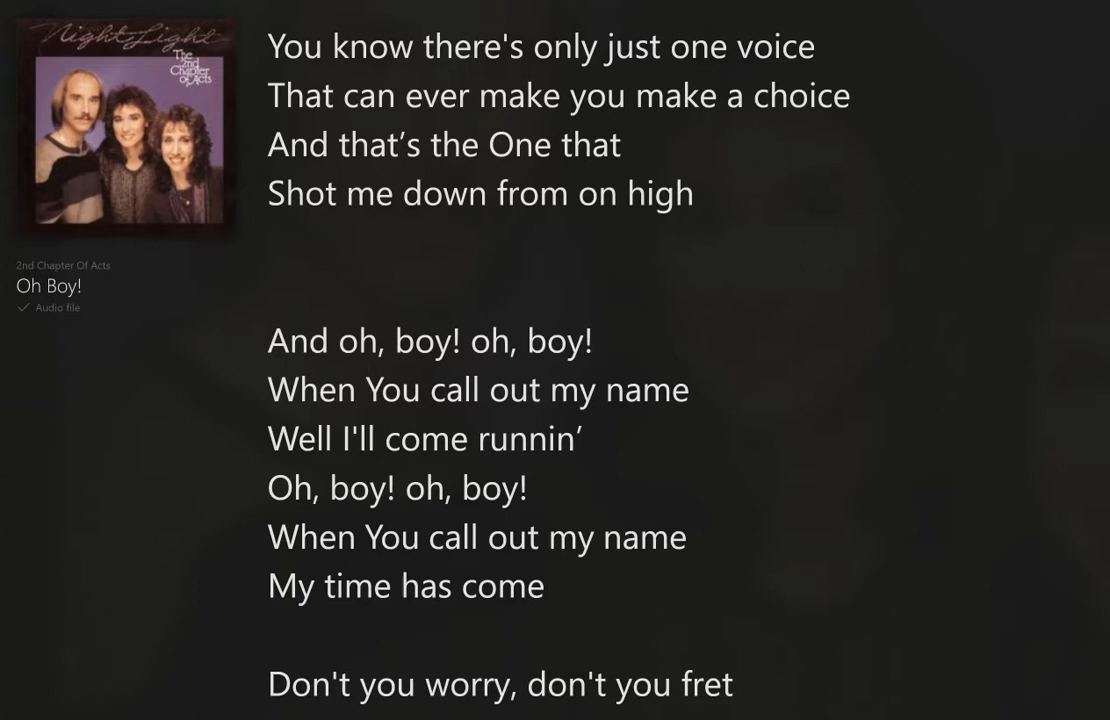 Night Light
The
2nd
Chapter
of Acts
2nd Chapter Of Acts
Oh Boy!
Audio file
You know there's only just one voice
That can ever make you make a choice
And that’s the One that
Shot me down from on high
And oh, boy! oh, boy!
When You call out my name
Well I'll come runnin’
Oh, boy! oh, boy!
When You call out my name
My time has come
Don't you worry, don't you fret